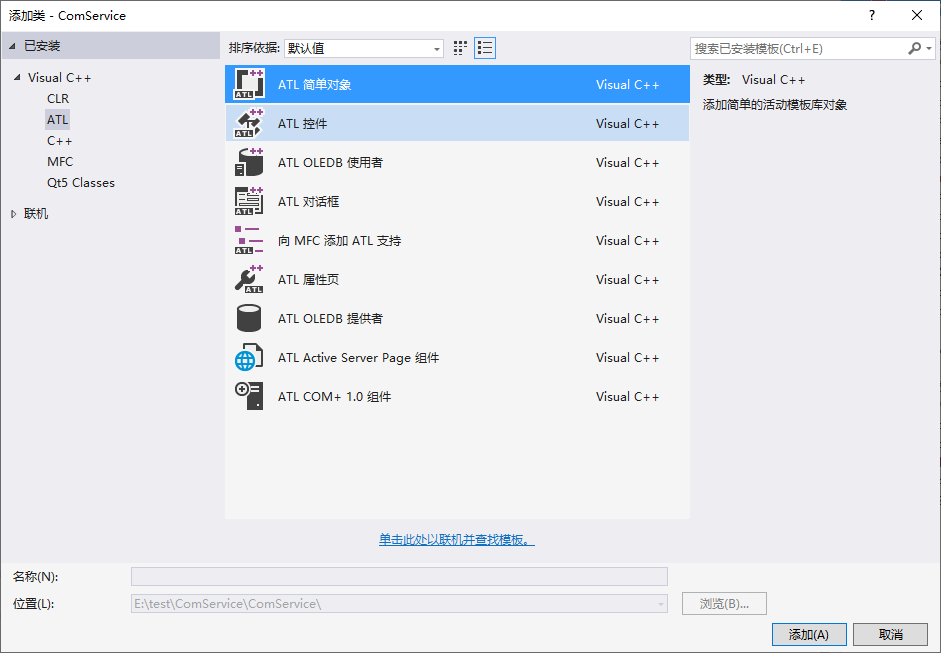 添加类 - ComService
?
已安装
排序依据: 默认值
搜索已安装模板(Ctrl+E)
Visual C++
CLR
ATL
C++
MFC
Qt5 Classes
联机
ATL 简单对象 Visual C++
ATL 控件 Visual C++
ATL OLEDB 使用者 Visual C++
ATL 对话框 Visual C++
向 MFC 添加 ATL 支持 Visual C++
ATL 属性页 Visual C++
ATL OLEDB 提供者 Visual C++
ATL Active Server Page 组件 Visual C++
ATL COM+ 1.0 组件 Visual C++
类型: Visual C++
添加简单的活动模板库对象
单击此处以联机并查找模板。
名称(N):
位置(L): E:\test\ComService\ComService\ 浏览(B)...
添加(A) 取消